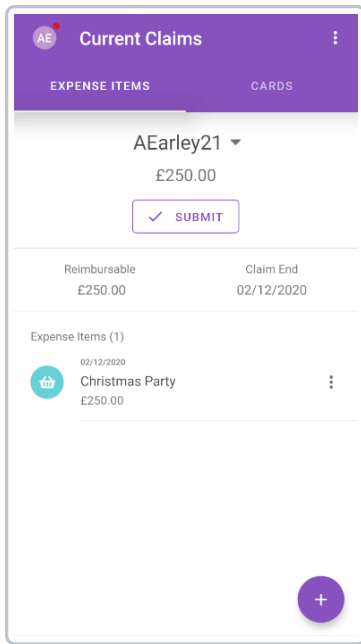 AE
Current Claims
EXPENSE ITEMS
CARDS
AEarley21
£250.00
SUBMIT
Reimbursable
Claim End
£250.00
02/12/2020
Expense Items (1)
02/12/2020
Christmas Party
£250.00